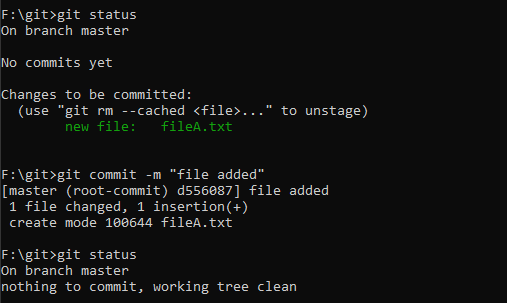 F:\git>git status
On branch master
No commits yet
Changes to be committed:
  (use "git rm --cached <file>..." to unstage)
        new file:   fileA.txt
F:\git>git commit -m "file added"
[master (root-commit) d556087] file added
 1 file changed, 1 insertion(+)
 create mode 100644 fileA.txt
F:\git>git status
On branch master
nothing to commit, working tree clean